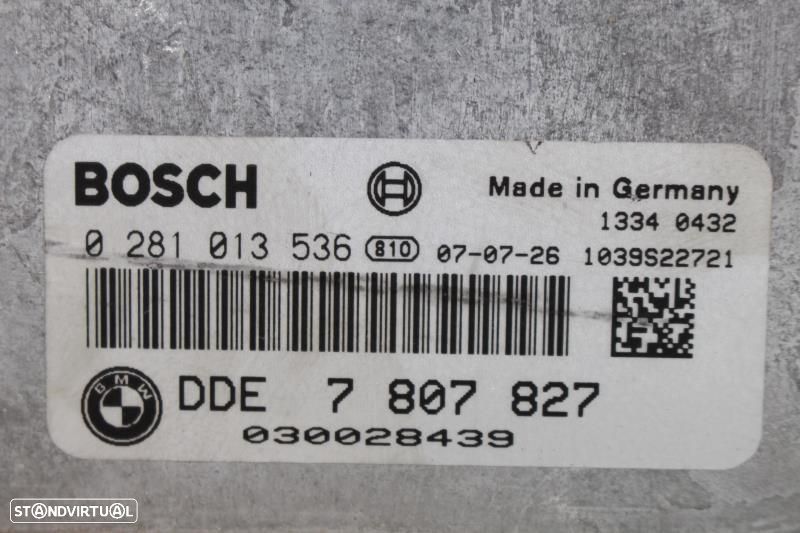 BOSCH
Made in Germany
1334 0432
0 281 013 536 810 07-07-26 1039S22721
BMW
DDE 7 807 827
030028439
STANDVIRTUAL